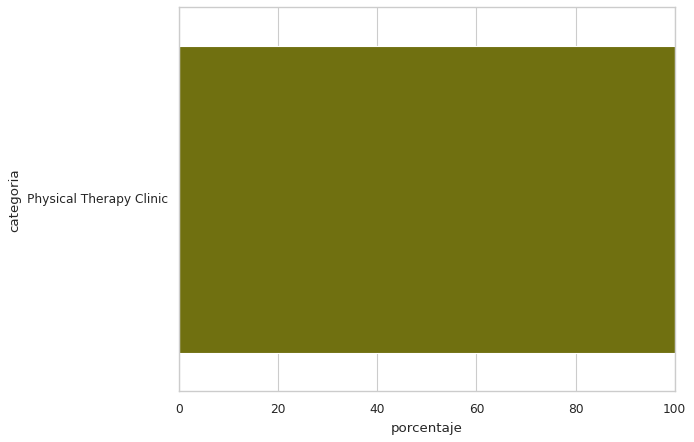 categoria
Physical Therapy Clinic
0 20 40 60 80 100
porcentaje